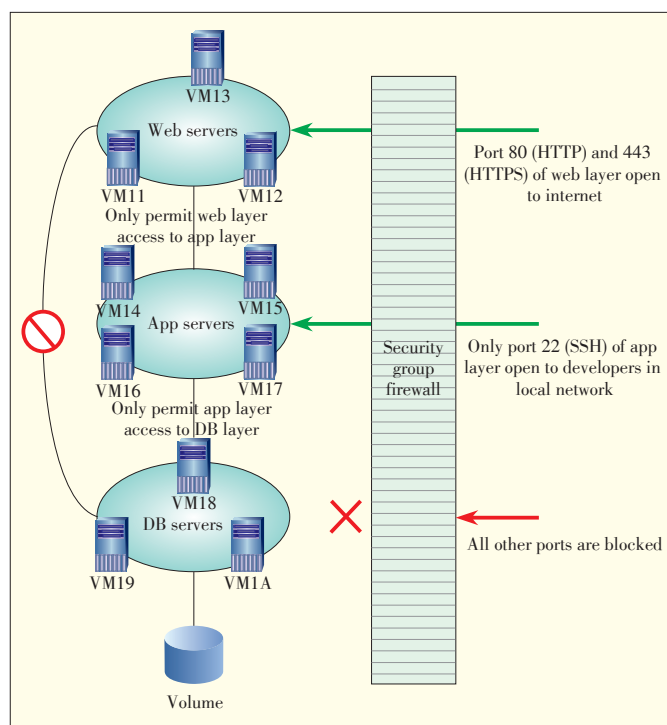 VM13
Web servers
VM11
VM12
Only permit web layer
access to app layer
VM14
VM15
App servers
VM16
VM17
Only permit app layer
access to DB layer
VM18
DB servers
VM19
VM1A
Volume
Security
group
firewall
Port 80 (HTTP) and 443
(HTTPS) of web layer open
to internet
Only port 22 (SSH) of app
layer open to developers in
local network
All other ports are blocked